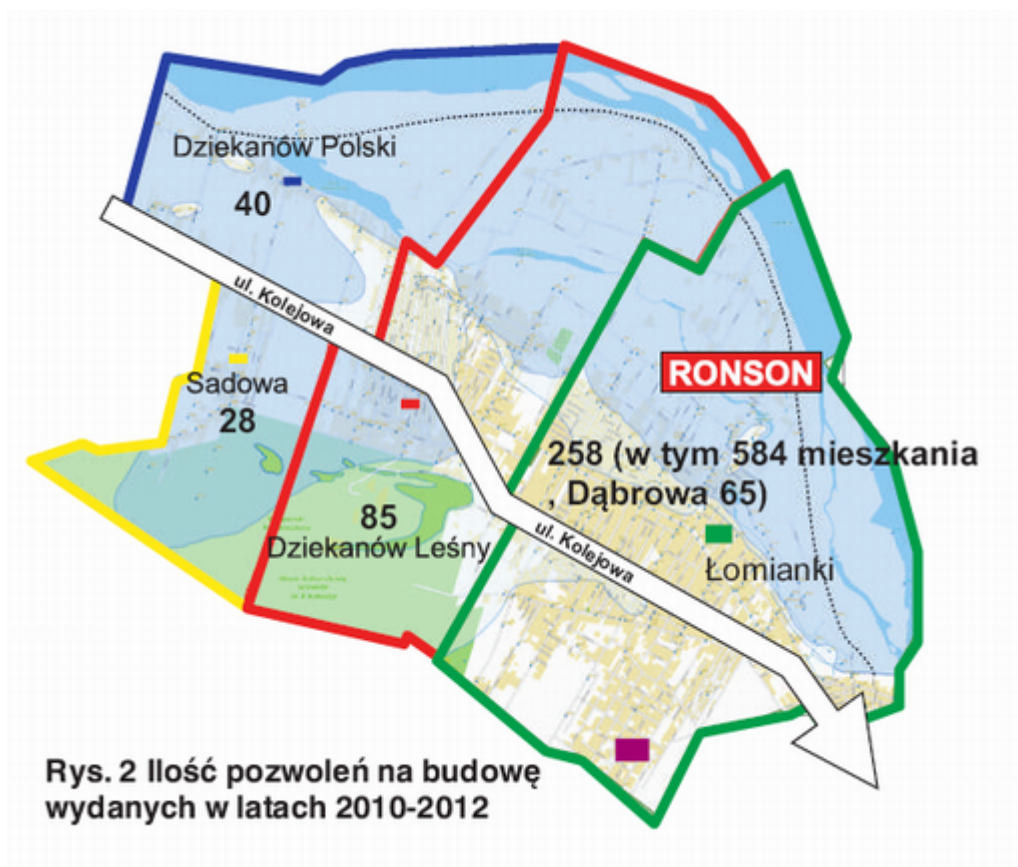 Dziekanów Polski
40
ul. Kolejowa
RONSON
Sadowa
28
258 (w tym 584 mieszkania
, Dąbrowa 65)
85
Dziekanów Leśny
ul. Kolejowa
Łomianki
Rys. 2 Ilość pozwoleń na budowę
wydanych w latach 2010-2012